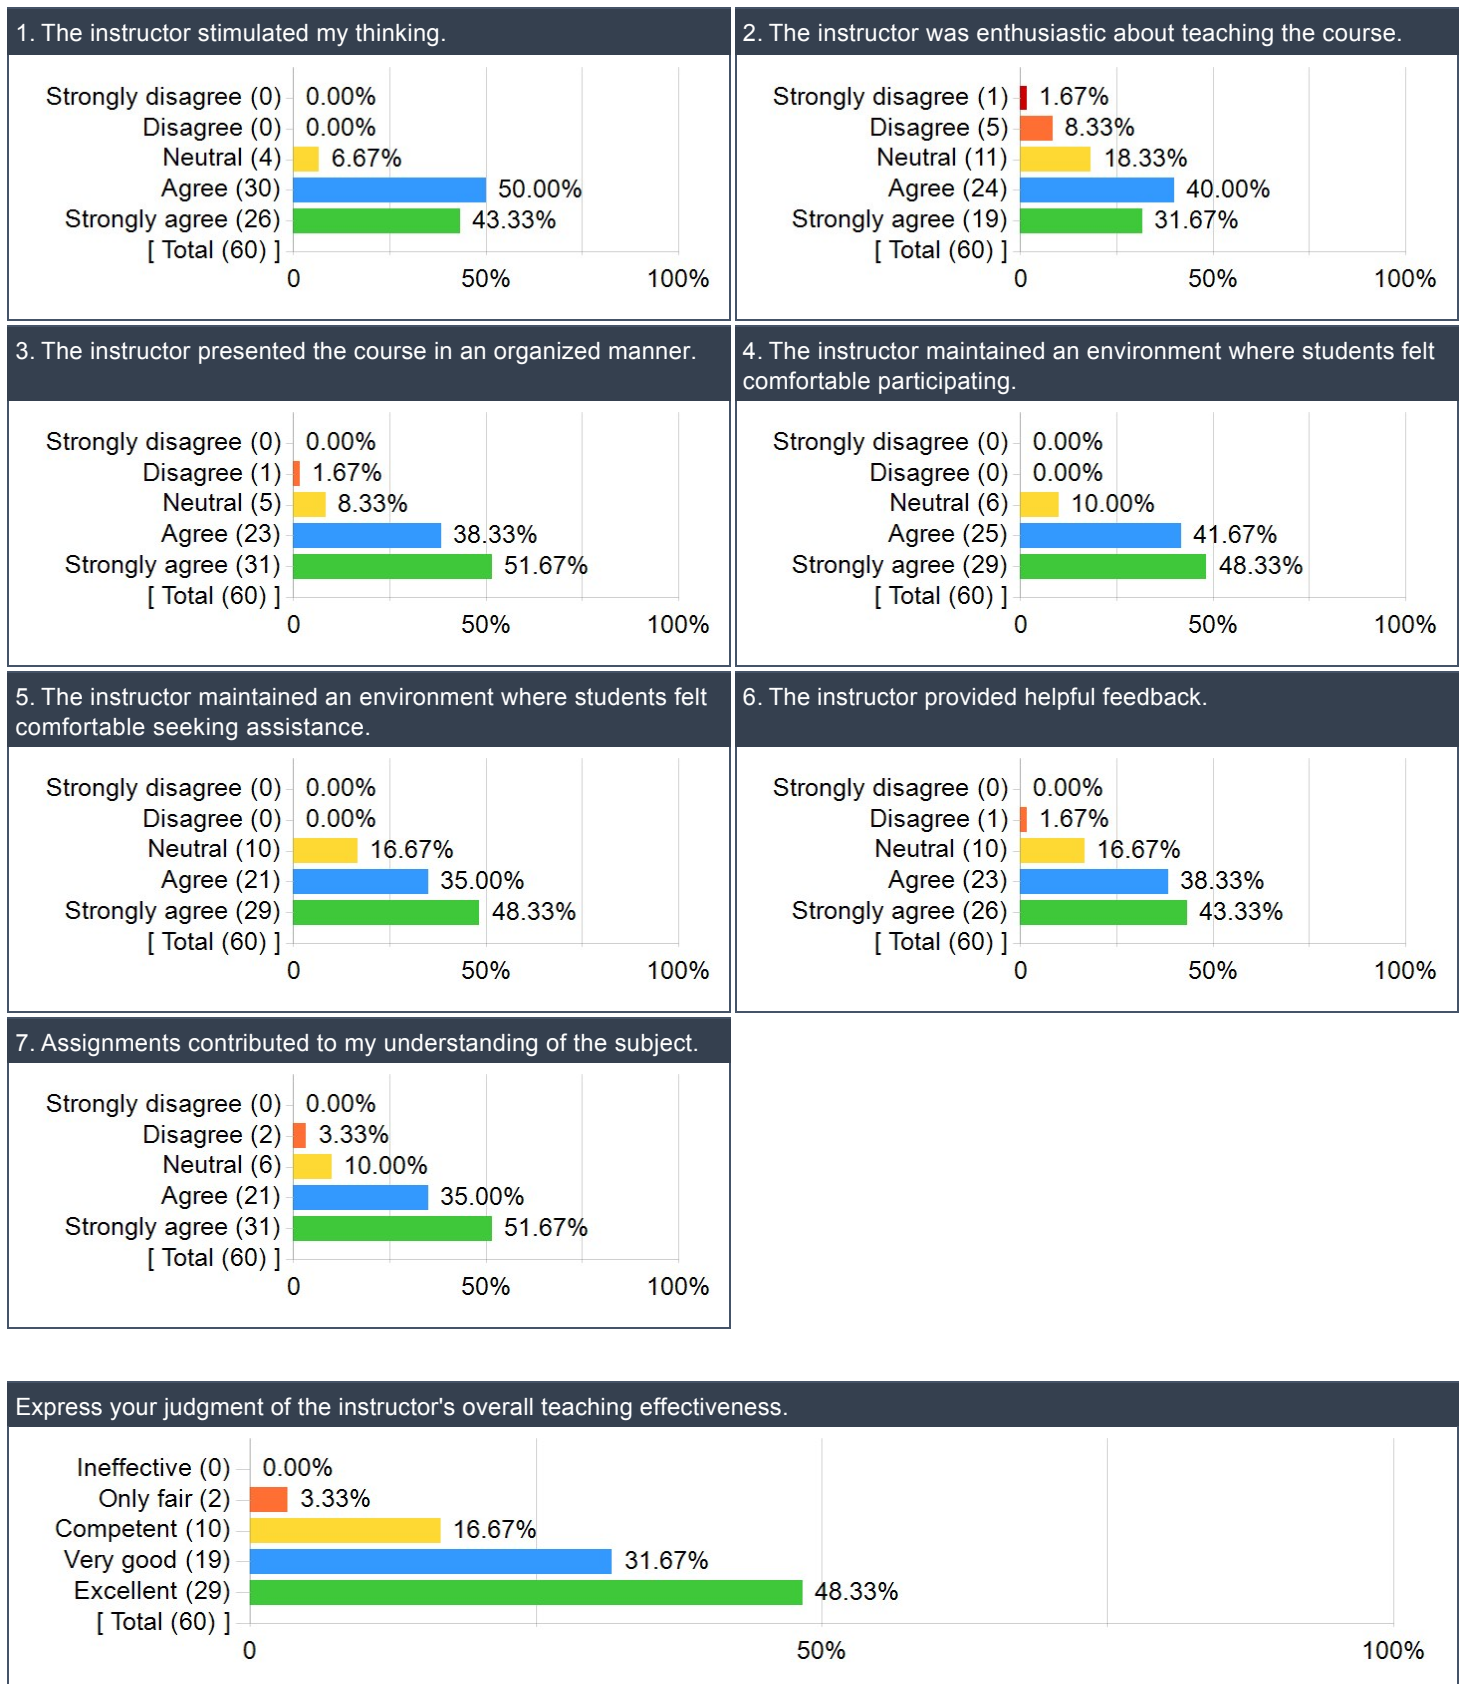 1. The instructor stimulated my thinking.
Strongly disagree (0) 0.00%
Disagree (0) 0.00%
Neutral (4) 6.67%
Agree (30) 50.00%
Strongly agree (26) 43.33%
[ Total (60) ]
0 50% 100%
2. The instructor was enthusiastic about teaching the course.
Strongly disagree (1) 1.67%
Disagree (5) 8.33%
Neutral (11) 18.33%
Agree (24) 40.00%
Strongly agree (19) 31.67%
[ Total (60) ]
0 50% 100%
3. The instructor presented the course in an organized manner.
Strongly disagree (0) 0.00%
Disagree (1) 1.67%
Neutral (5) 8.33%
Agree (23) 38.33%
Strongly agree (31) 51.67%
[ Total (60) ]
0 50% 100%
4. The instructor maintained an environment where students felt
comfortable participating.
Strongly disagree (0) 0.00%
Disagree (0) 0.00%
Neutral (6) 10.00%
Agree (25) 41.67%
Strongly agree (29) 48.33%
[ Total (60) ]
0 50% 100%
5. The instructor maintained an environment where students felt
comfortable seeking assistance.
Strongly disagree (0) 0.00%
Disagree (0) 0.00%
Neutral (10) 16.67%
Agree (21) 35.00%
Strongly agree (29) 48.33%
[ Total (60) ]
0 50% 100%
6. The instructor provided helpful feedback.
Strongly disagree (0) 0.00%
Disagree (1) 1.67%
Neutral (10) 16.67%
Agree (23) 38.33%
Strongly agree (26) 43.33%
[ Total (60) ]
0 50% 100%
7. Assignments contributed to my understanding of the subject.
Strongly disagree (0) 0.00%
Disagree (2) 3.33%
Neutral (6) 10.00%
Agree (21) 35.00%
Strongly agree (31) 51.67%
[ Total (60) ]
0 50% 100%
Express your judgment of the instructor's overall teaching effectiveness.
Ineffective (0) 0.00%
Only fair (2) 3.33%
Competent (10) 16.67%
Very good (19) 31.67%
Excellent (29) 48.33%
[ Total (60) ]
0 50% 100%